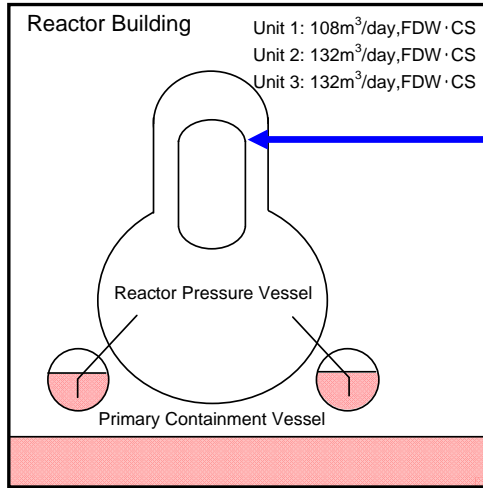 Reactor Building
Unit 1: 108m³/day,FDW･CS
Unit 2: 132m³/day,FDW･CS
Unit 3: 132m³/day,FDW･CS
Reactor Pressure Vessel
Primary Containment Vessel